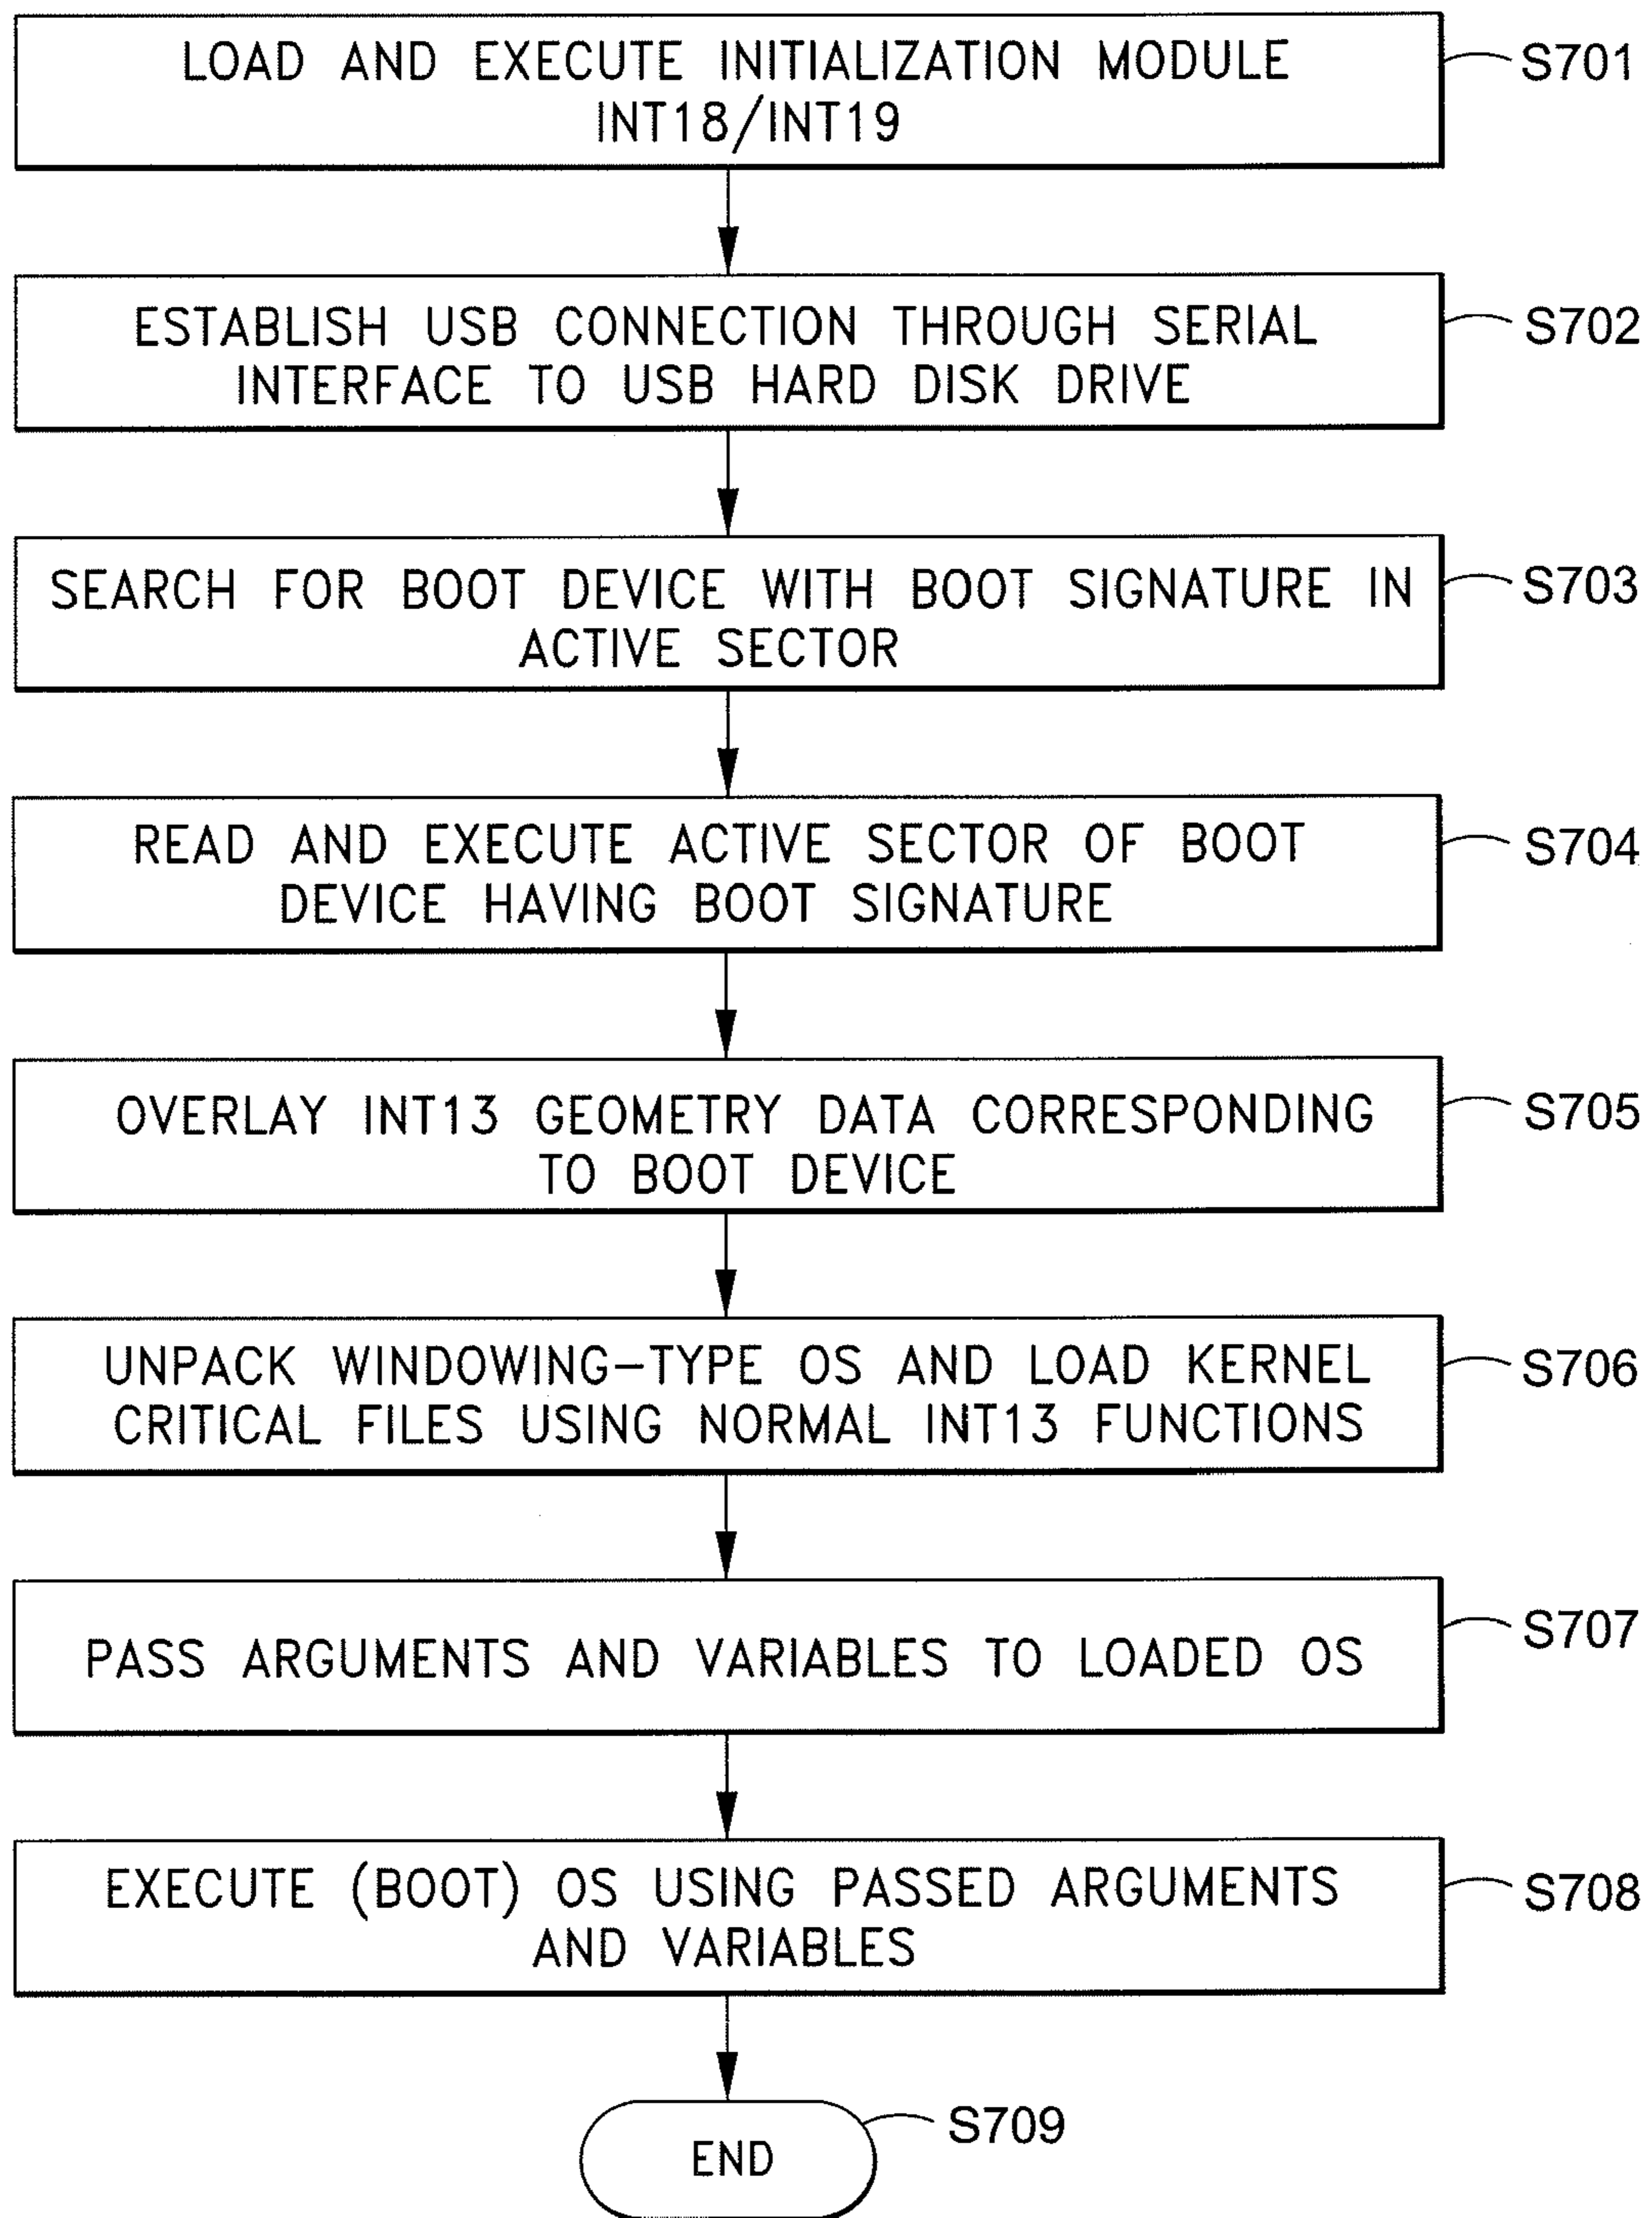 LOAD AND EXECUTE INITIALIZATION MODULE
INT18/INT19
S701
ESTABLISH USB CONNECTION THROUGH SERIAL
INTERFACE TO USB HARD DISK DRIVE
S702
SEARCH FOR BOOT DEVICE WITH BOOT SIGNATURE IN
ACTIVE SECTOR
S703
READ AND EXECUTE ACTIVE SECTOR OF BOOT
DEVICE HAVING BOOT SIGNATURE
S704
OVERLAY INT13 GEOMETRY DATA CORRESPONDING
TO BOOT DEVICE
S705
UNPACK WINDOWING-TYPE OS AND LOAD KERNEL
CRITICAL FILES USING NORMAL INT13 FUNCTIONS
S706
PASS ARGUMENTS AND VARIABLES TO LOADED OS
S707
EXECUTE (BOOT) OS USING PASSED ARGUMENTS
AND VARIABLES
S708
END
S709